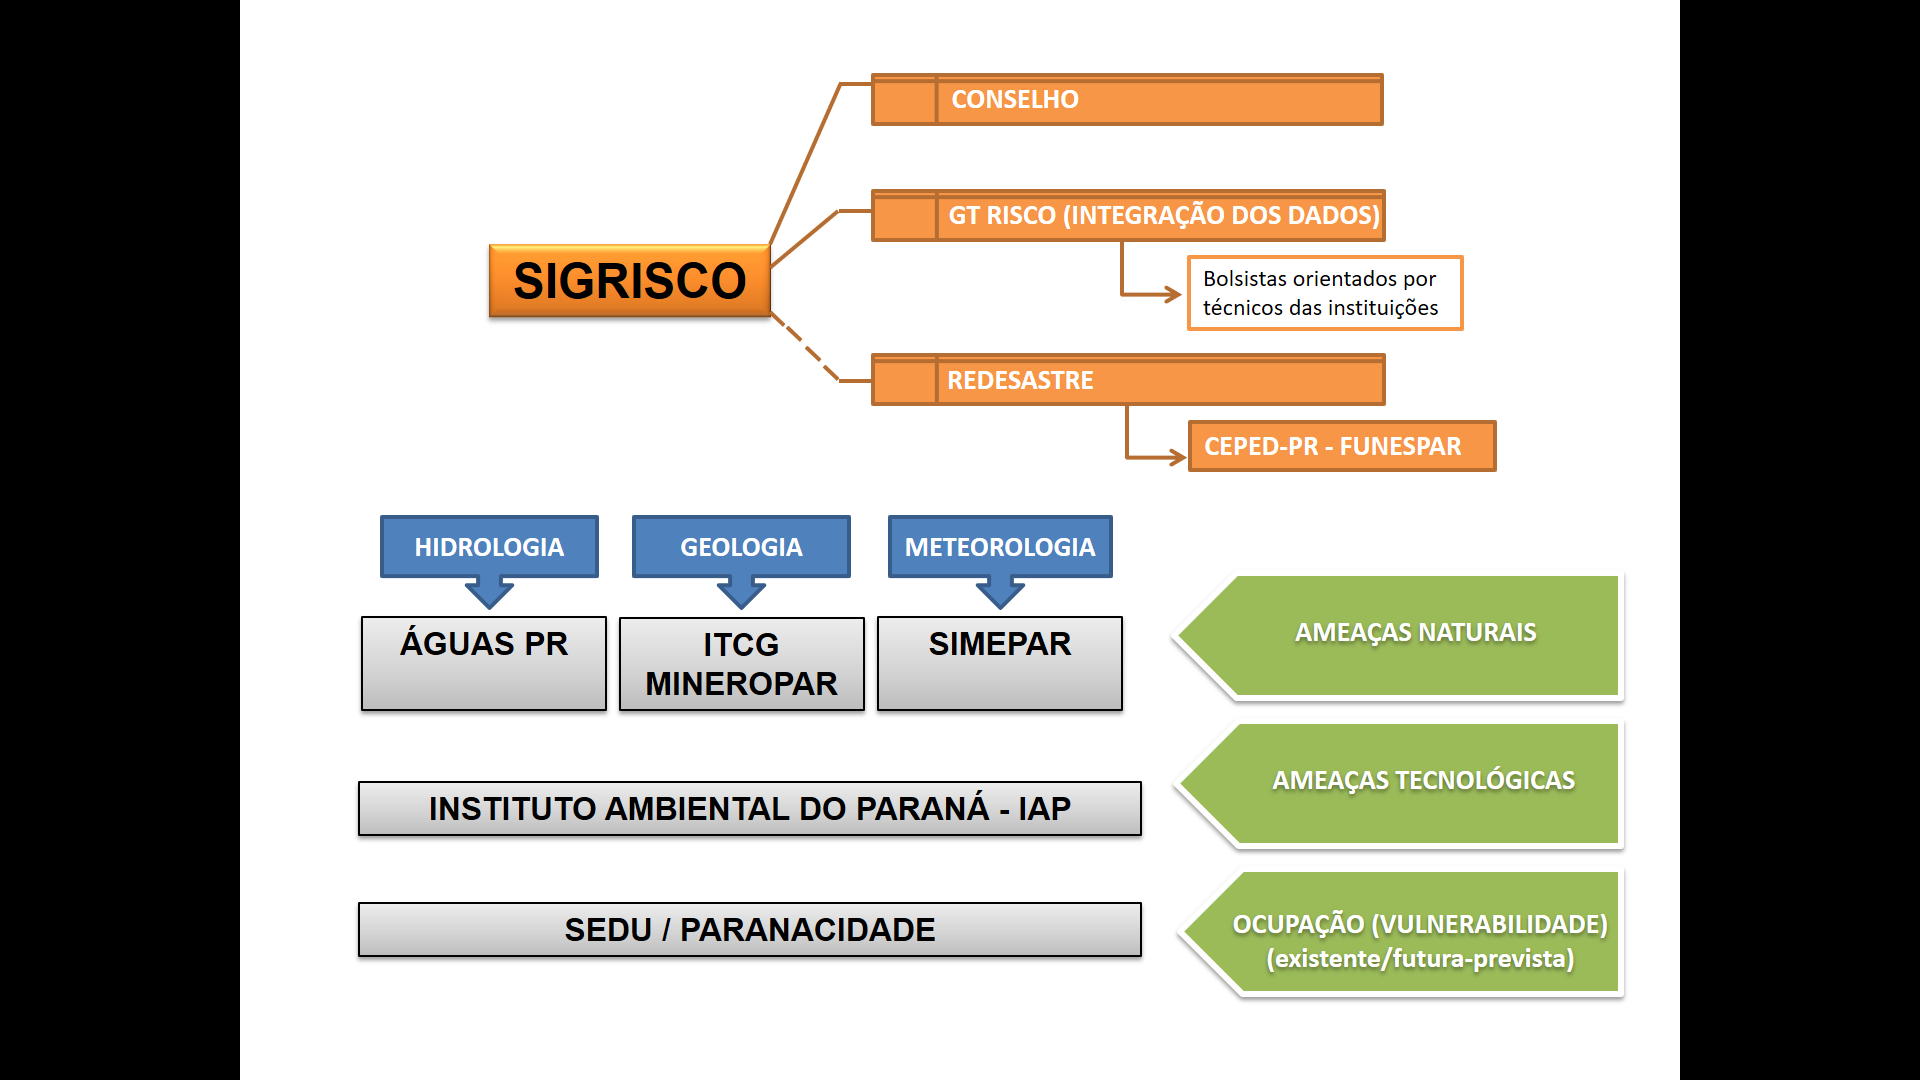 CONSELHO
GT RISCO (INTEGRAÇÃO DOS DADOS)
SIGRISCO
Bolsistas orientados por
técnicos das instituições
REDESASTRE
CEPED-PR - FUNESPAR
HIDROLOGIA
GEOLOGIA
METEOROLOGIA
ÁGUAS PR
ITCG
MINEROPAR
SIMEPAR
AMEAÇAS NATURAIS
INSTITUTO AMBIENTAL DO PARANÁ - IAP
AMEAÇAS TECNOLÓGICAS
SEDU / PARANACIDADE
OCUPAÇÃO (VULNERABILIDADE)
(existente/futura-prevista)